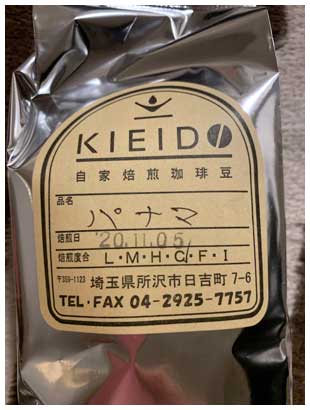 KIEIDO
自家焙煎珈琲豆
品名 パナマ
焙煎日 '20.11.05
焙煎度合 L・M・H・C・F・I
〒359-1123 埼玉県所沢市日吉町 7-6
TEL・FAX 04-2925-7757